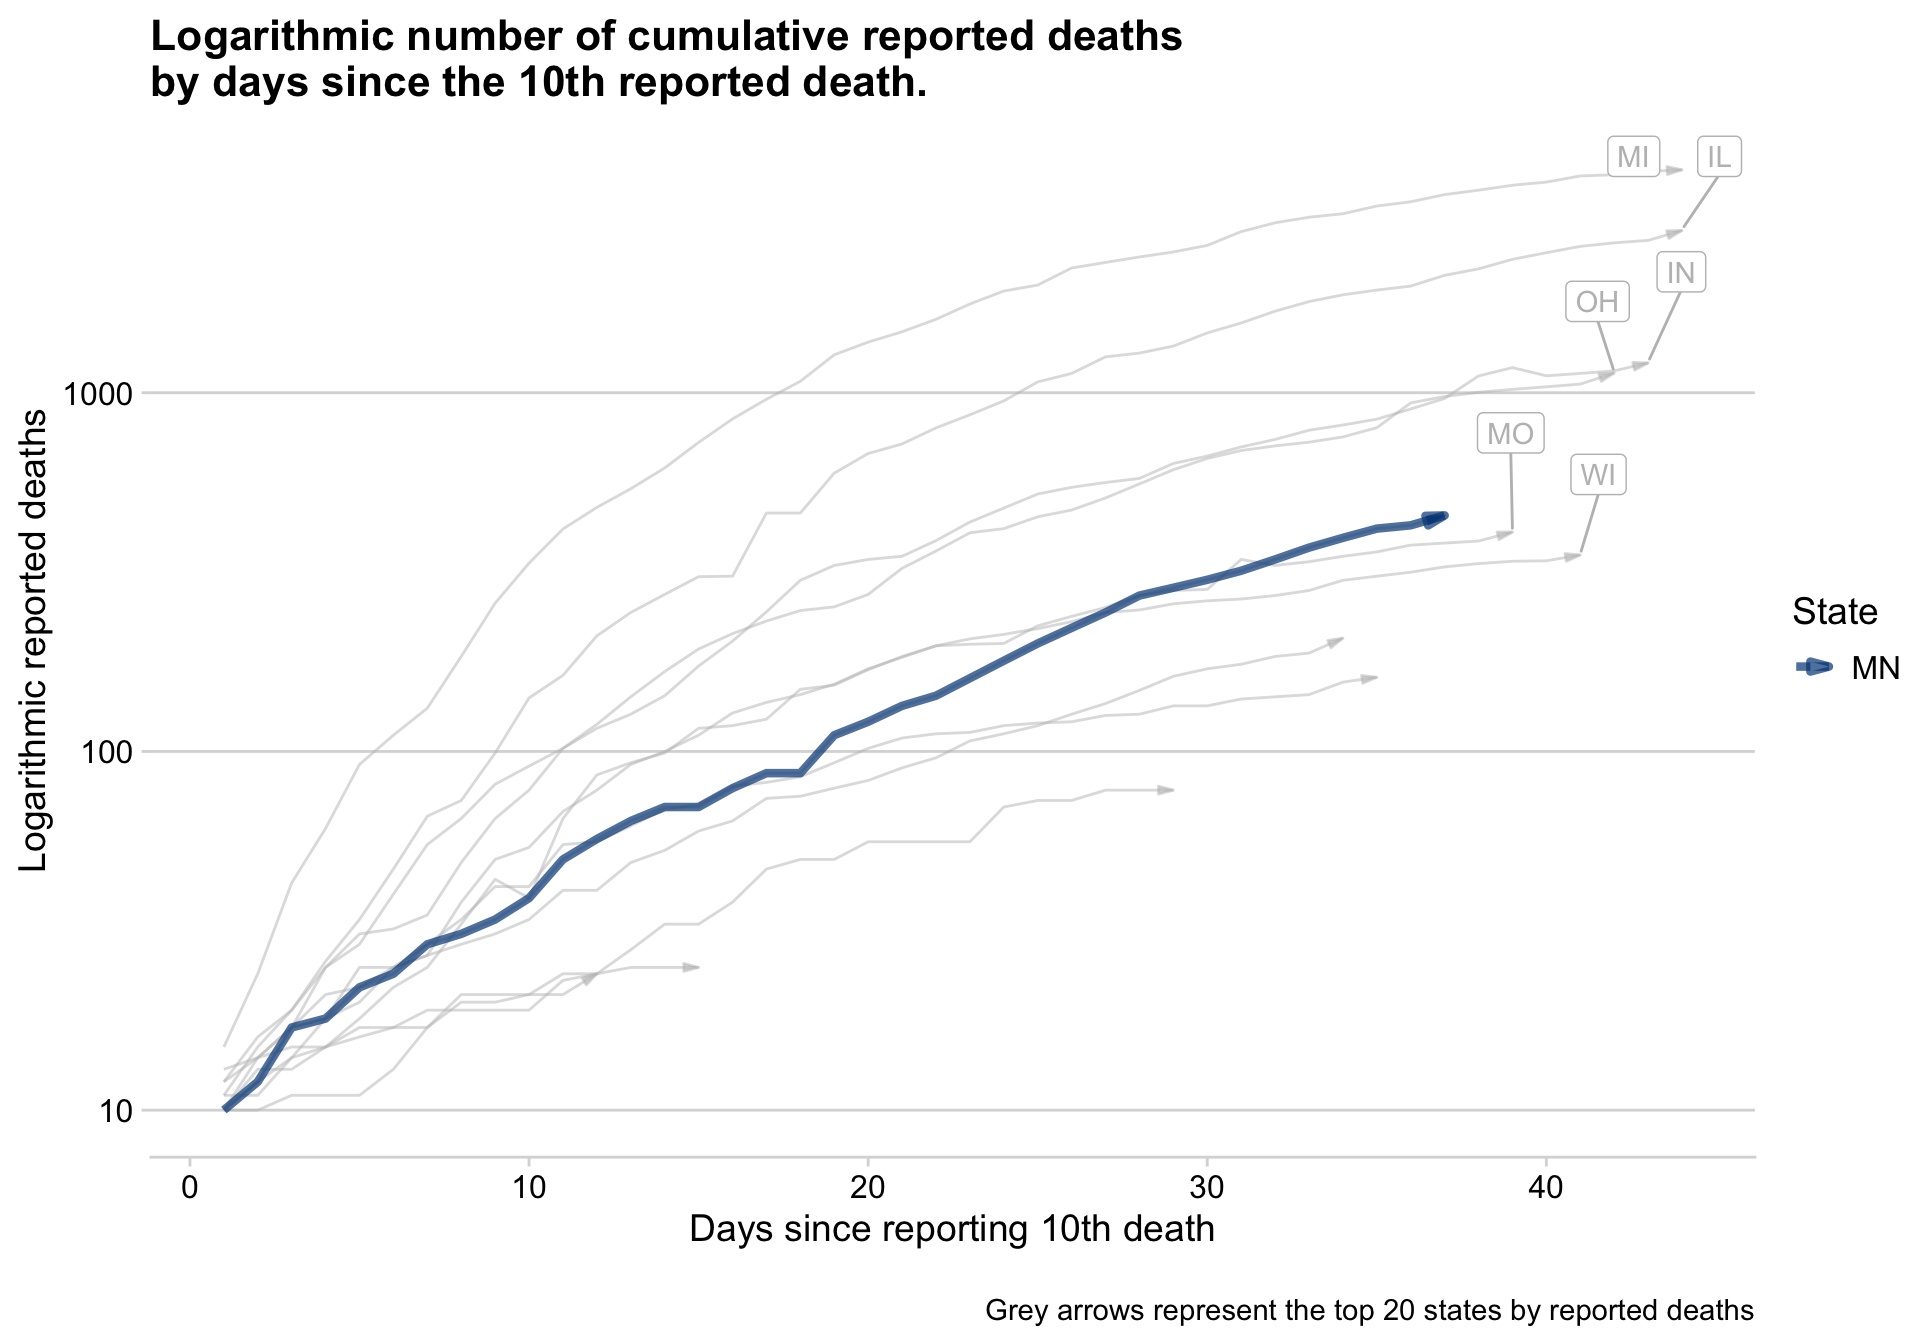 Logarithmic number of cumulative reported deaths
by days since the 10th reported death.
MI
IL
IN
OH
MO
WI
1000
100
10
Logarithmic reported deaths
State
MN
0
10
20
30
40
Days since reporting 10th death
Grey arrows represent the top 20 states by reported deaths